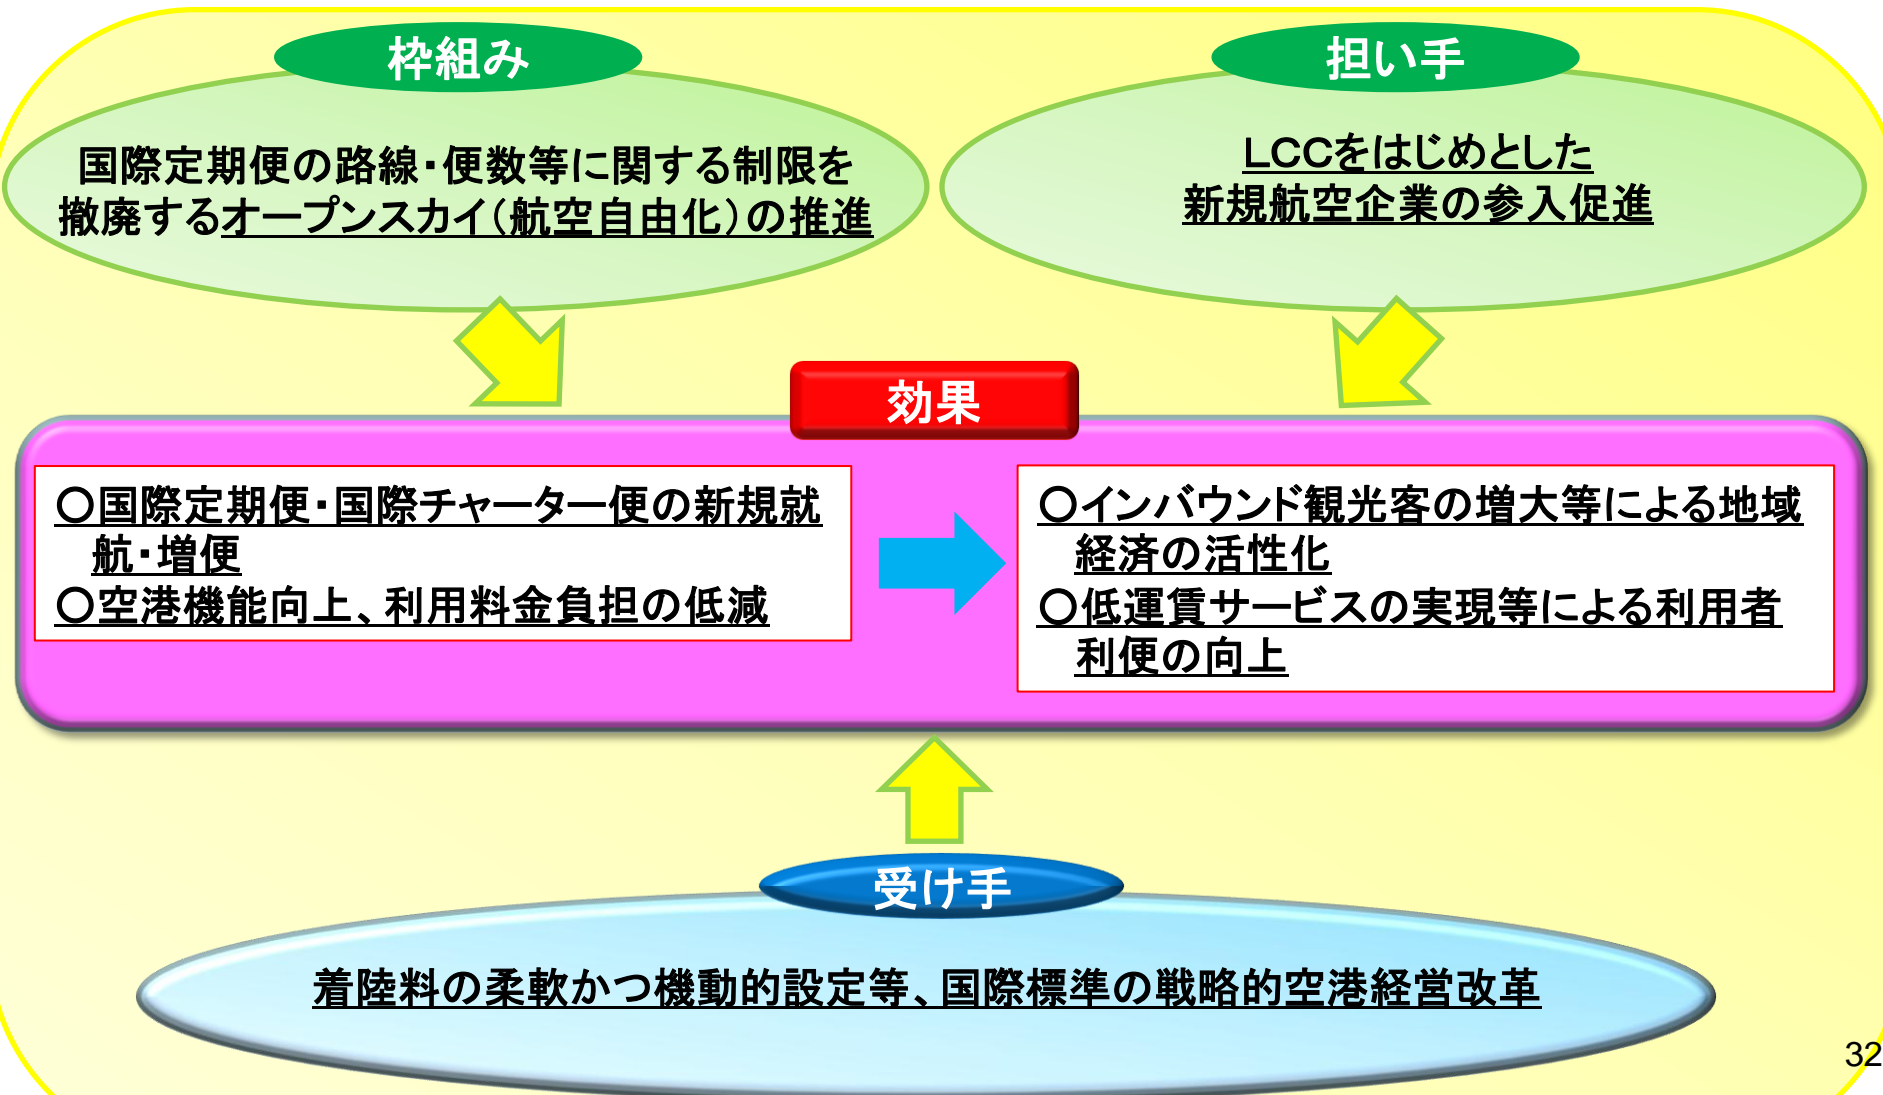 枠組み
国際定期便の路線・便数等に関する制限を
撤廃するオープンスカイ(航空自由化)の推進
担い手
LCCをはじめとした
新規航空企業の参入促進
効果
〇国際定期便・国際チャーター便の新規就
航・増便
〇空港機能向上、利用料金負担の低減
〇インバウンド観光客の増大等による地域
経済の活性化
〇低運賃サービスの実現等による利用者
利便の向上
受け手
着陸料の柔軟かつ機動的設定等、国際標準の戦略的空港経営改革
32